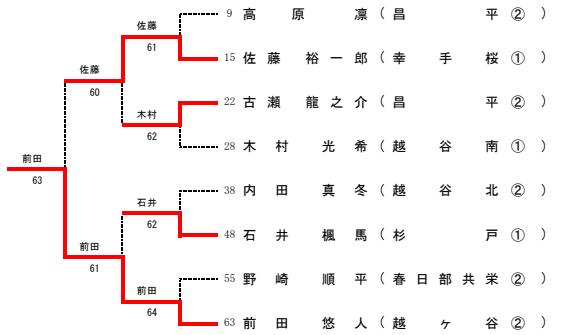 9 高原 凛 ( 昌平 ② )
佐藤
61
15 佐藤 裕一郎 ( 幸手桜 ① )
佐藤
60
22 古瀬 龍之介 ( 昌平 ② )
木村
62
28 木村 光希 ( 越谷南 ① )
前田
63
38 内田 真冬 ( 越谷北 ② )
石井
62
48 石井 楓馬 ( 杉戸 ① )
前田
61
55 野崎 順平 ( 春日部共栄 ② )
前田
64
63 前田 悠人 ( 越ヶ谷 ② )